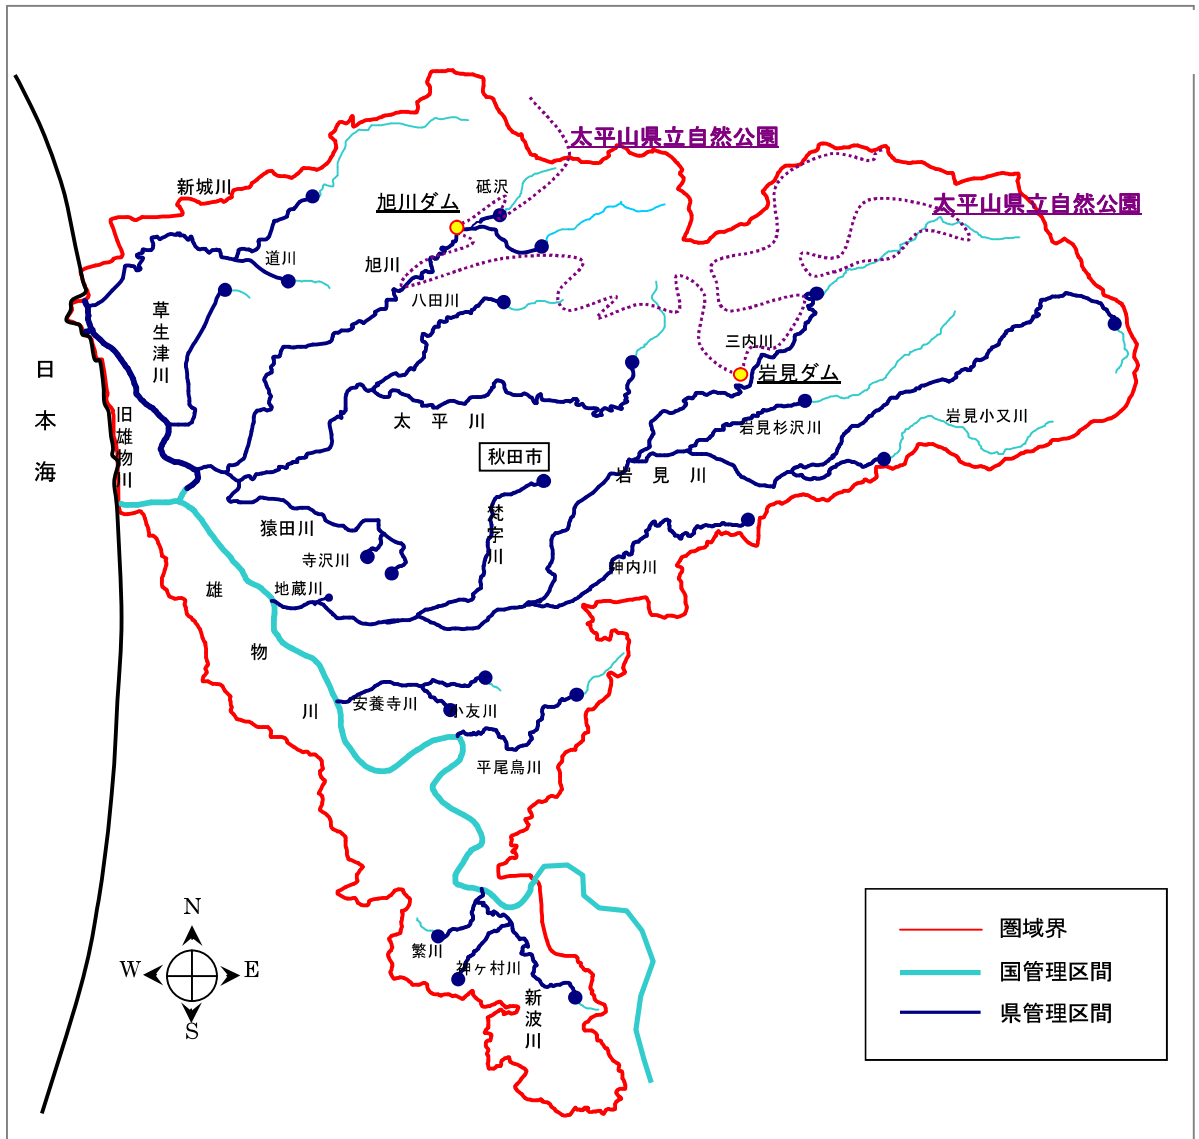 太平山県立自然公園
新城川
砥沢
旭川ダム
太平山県立自然公園
道川
旭川
八田川
草生津川
三内川
日本海
岩見ダム
旧雄物川
太平川
岩見杉沢川
岩見小又川
秋田市
岩見川
梵字川
猿田川
寺沢川
神内川
地蔵川
雄物川
安養寺川
小友川
平尾鳥川
N
W
E
S
繁川
神ヶ村川
新波川
圏域界
国管理区間
県管理区間